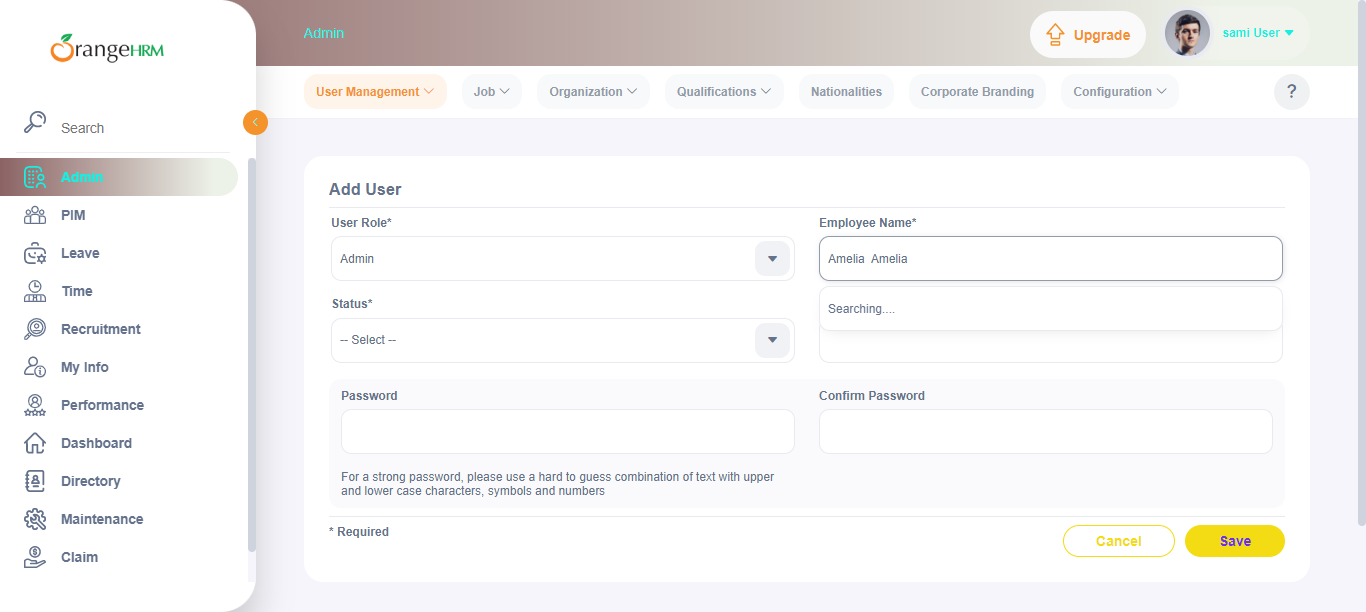 OrangeHRM
Search
Admin
PIM
Leave
Time
Recruitment
My Info
Performance
Dashboard
Directory
Maintenance
Claim
Admin
Upgrade
sami User
User Management
Job
Organization
Qualifications
Nationalities
Corporate Branding
Configuration
?
Add User
User Role*
Employee Name*
Admin
Amelia  Amelia
Searching....
Status*
-- Select --
Password
Confirm Password
For a strong password, please use a hard to guess combination of text with upper
and lower case characters, symbols and numbers
* Required
Cancel
Save